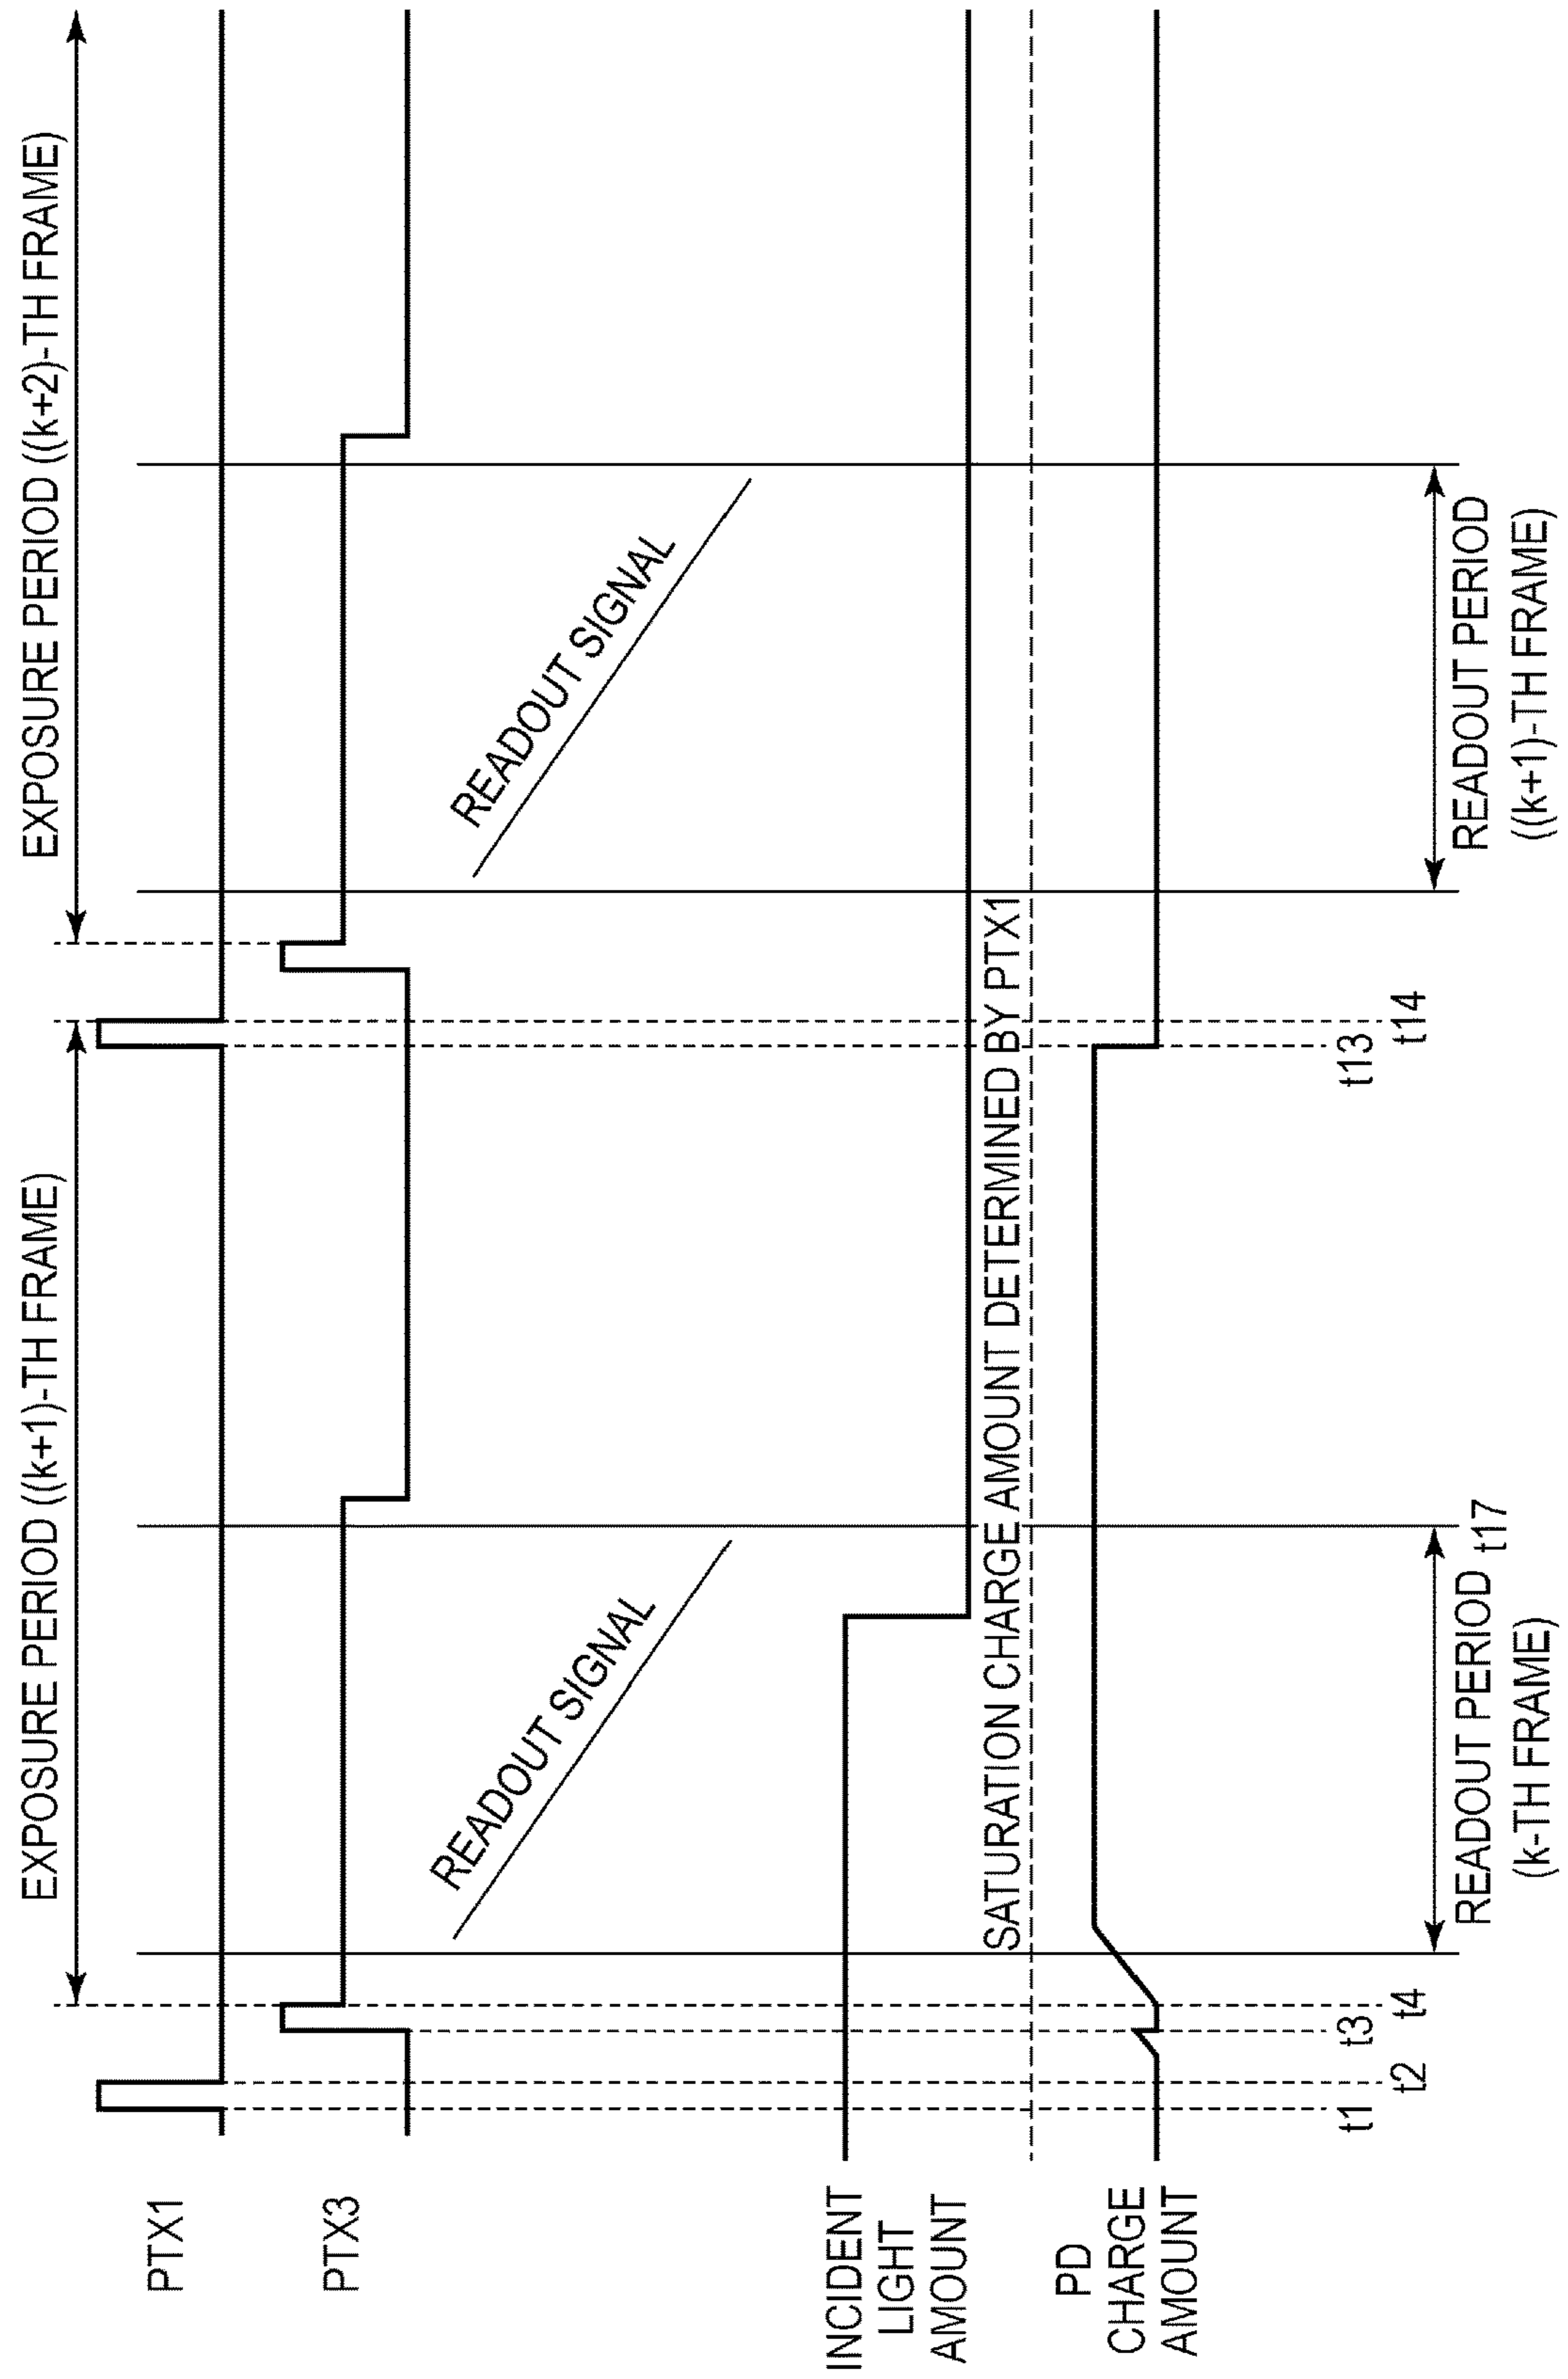 EXPOSURE PERIOD ((k+1)-TH FRAME)
EXPOSURE PERIOD ((k+2)-TH FRAME)
PTX1
PTX3
READOUT SIGNAL
READOUT SIGNAL
INCIDENT
LIGHT
AMOUNT
SATURATION CHARGE AMOUNT DETERMINED BY PTX1
PD
CHARGE
AMOUNT
t1
t2
t3
t4
t13
t14
READOUT PERIOD
(k-TH FRAME)
t17
READOUT PERIOD
((k+1)-TH FRAME)